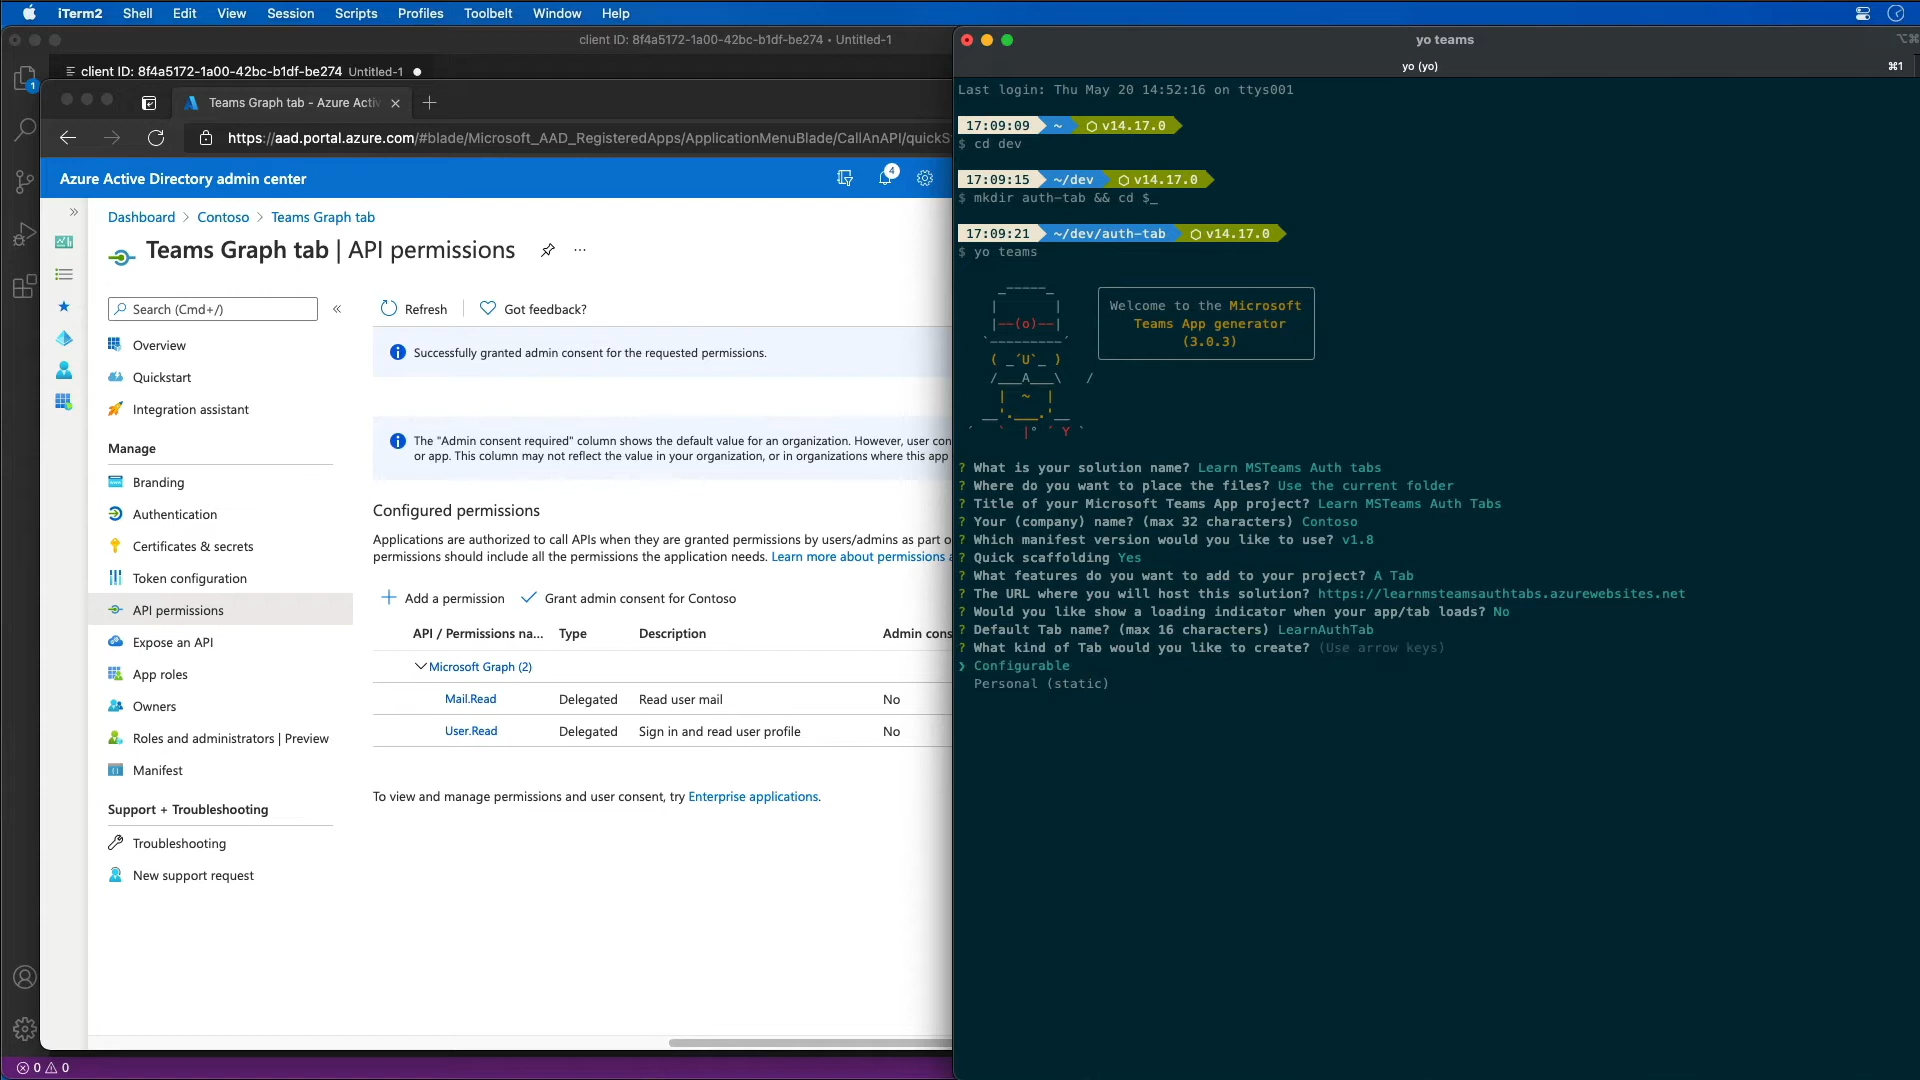 iTerm2 Shell Edit View Session Scripts Profiles Toolbelt Window Help
client ID: 8f4a5172-1a00-42bc-b1df-be274 • Untitled-1
client ID: 8f4a5172-1a00-42bc-b1df-be274 Untitled-1
1
Teams Graph tab - Azure Activ
https://aad.portal.azure.com/#blade/Microsoft_AAD_RegisteredApps/ApplicationMenuBlade/CallAnAPI/quickS
Azure Active Directory admin center
4
Dashboard > Contoso > Teams Graph tab
Teams Graph tab | API permissions
Search (Cmd+/)
Overview
Quickstart
Integration assistant
Manage
Branding
Authentication
Certificates & secrets
Token configuration
API permissions
Expose an API
App roles
Owners
Roles and administrators | Preview
Manifest
Support + Troubleshooting
Troubleshooting
New support request
Refresh Got feedback?
Successfully granted admin consent for the requested permissions.
The "Admin consent required" column shows the default value for an organization. However, user con
or app. This column may not reflect the value in your organization, or in organizations where this app
Configured permissions
Applications are authorized to call APIs when they are granted permissions by users/admins as part o
permissions should include all the permissions the application needs. Learn more about permissions a
Add a permission Grant admin consent for Contoso
API / Permissions na... Type Description Admin cons
Microsoft Graph (2)
Mail.Read Delegated Read user mail No
User.Read Delegated Sign in and read user profile No
To view and manage permissions and user consent, try Enterprise applications.
0 0
yo teams
⌥⌘
yo (yo) ⌘1
Last login: Thu May 20 14:52:16 on ttys001
17:09:09 ~ v14.17.0
$ cd dev
17:09:15 ~/dev v14.17.0
$ mkdir auth-tab && cd $_
17:09:21 ~/dev/auth-tab v14.17.0
$ yo teams
Welcome to the Microsoft
Teams App generator
(3.0.3)
? What is your solution name? Learn MSTeams Auth tabs
? Where do you want to place the files? Use the current folder
? Title of your Microsoft Teams App project? Learn MSTeams Auth Tabs
? Your (company) name? (max 32 characters) Contoso
? Which manifest version would you like to use? v1.8
? Quick scaffolding Yes
? What features do you want to add to your project? A Tab
? The URL where you will host this solution? https://learnmsteamsauthtabs.azurewebsites.net
? Would you like show a loading indicator when your app/tab loads? No
? Default Tab name? (max 16 characters) LearnAuthTab
? What kind of Tab would you like to create? (Use arrow keys)
❯ Configurable
Personal (static)